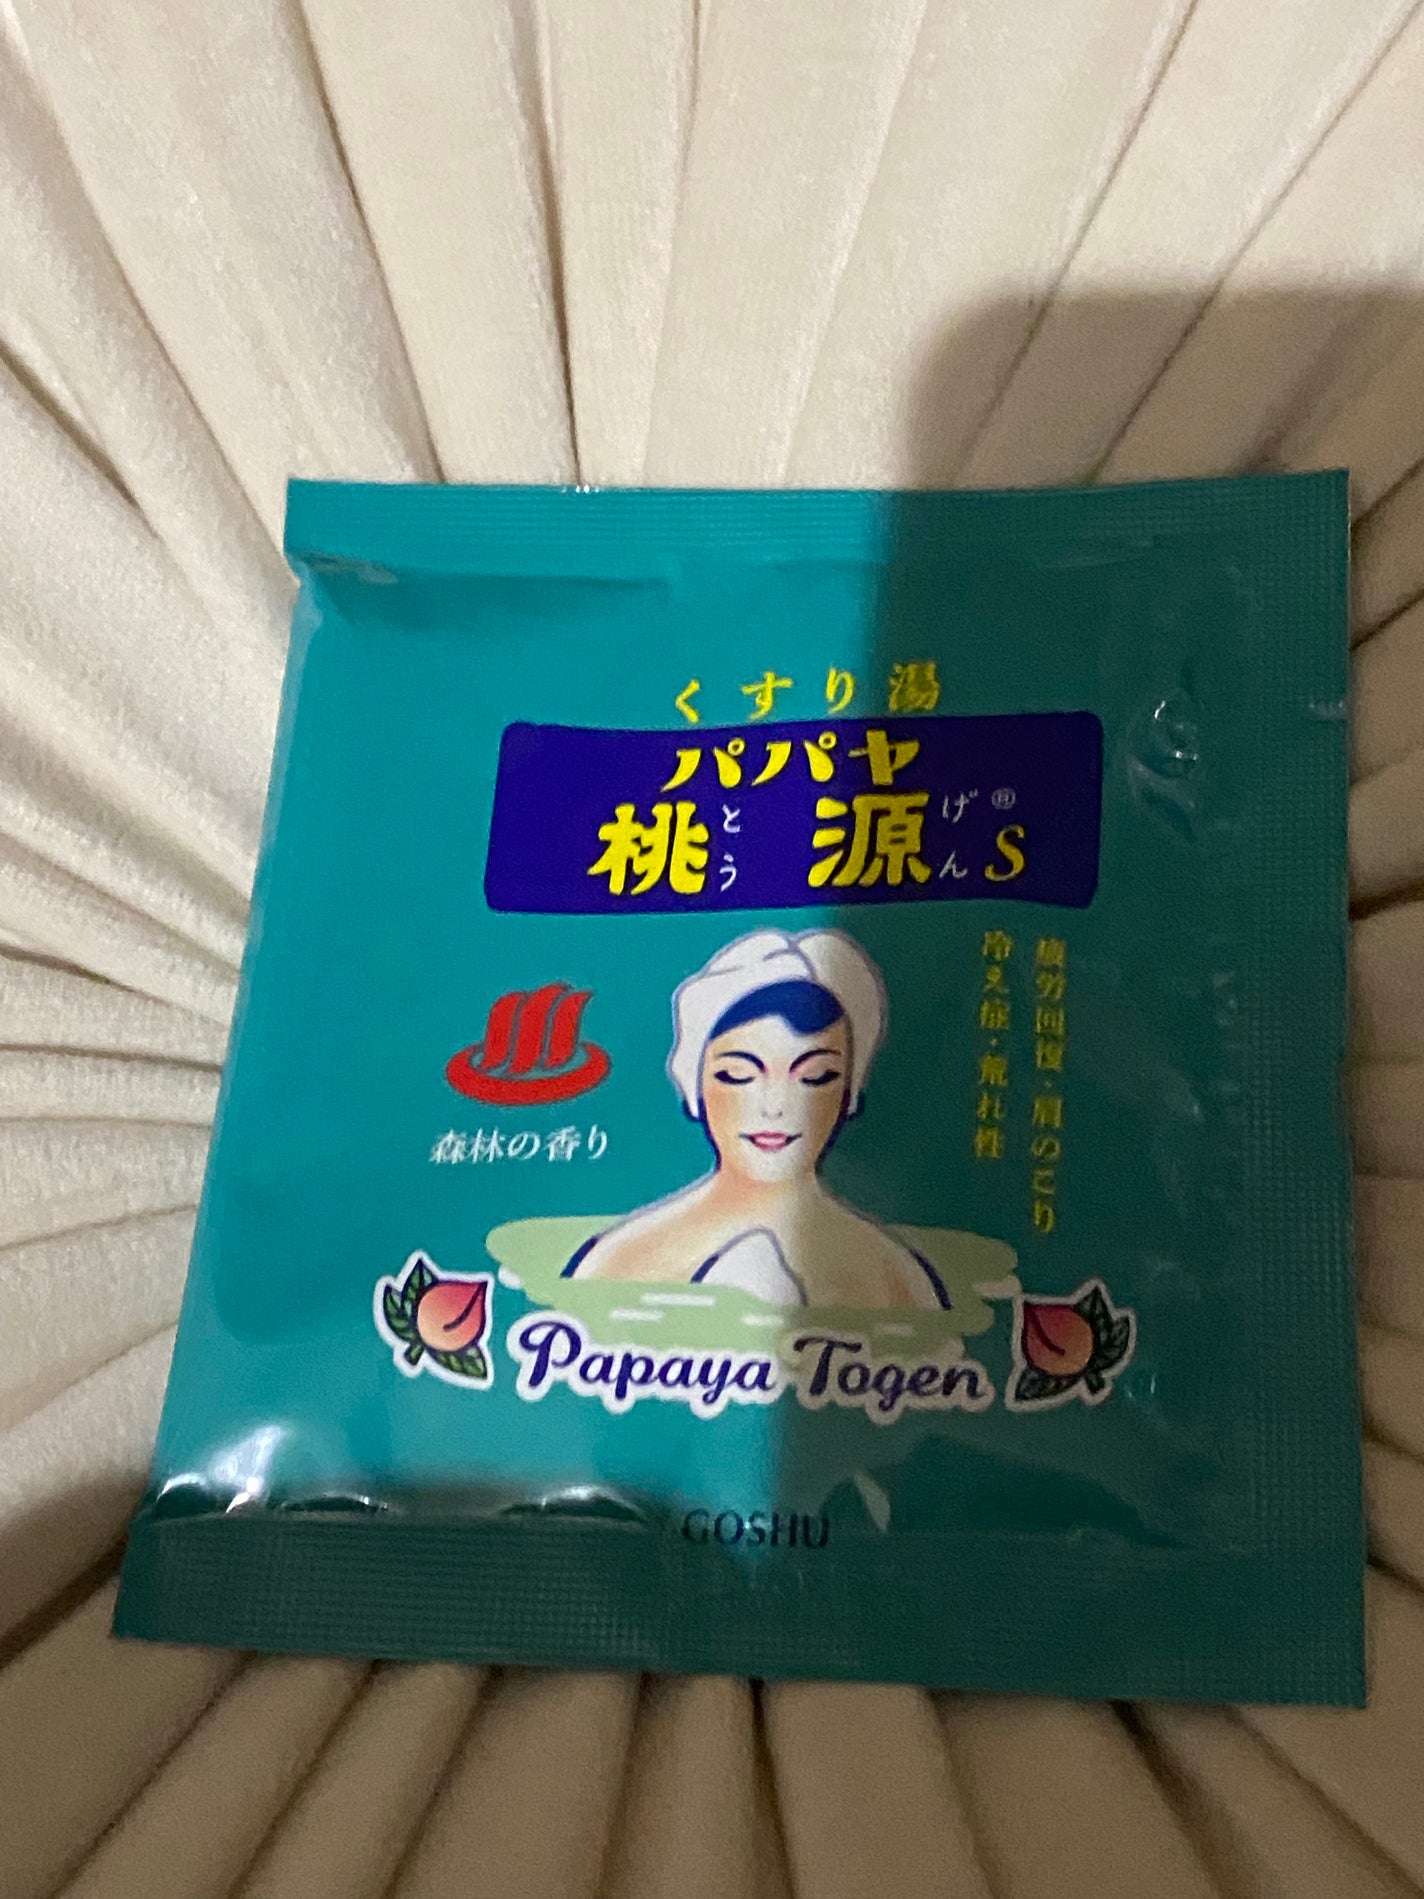 くすり湯
パパヤ
桃源S
とう げん
疲労回復・肩のこり
冷え症・荒れ性
森林の香り
Papaya Togen
GOSHU